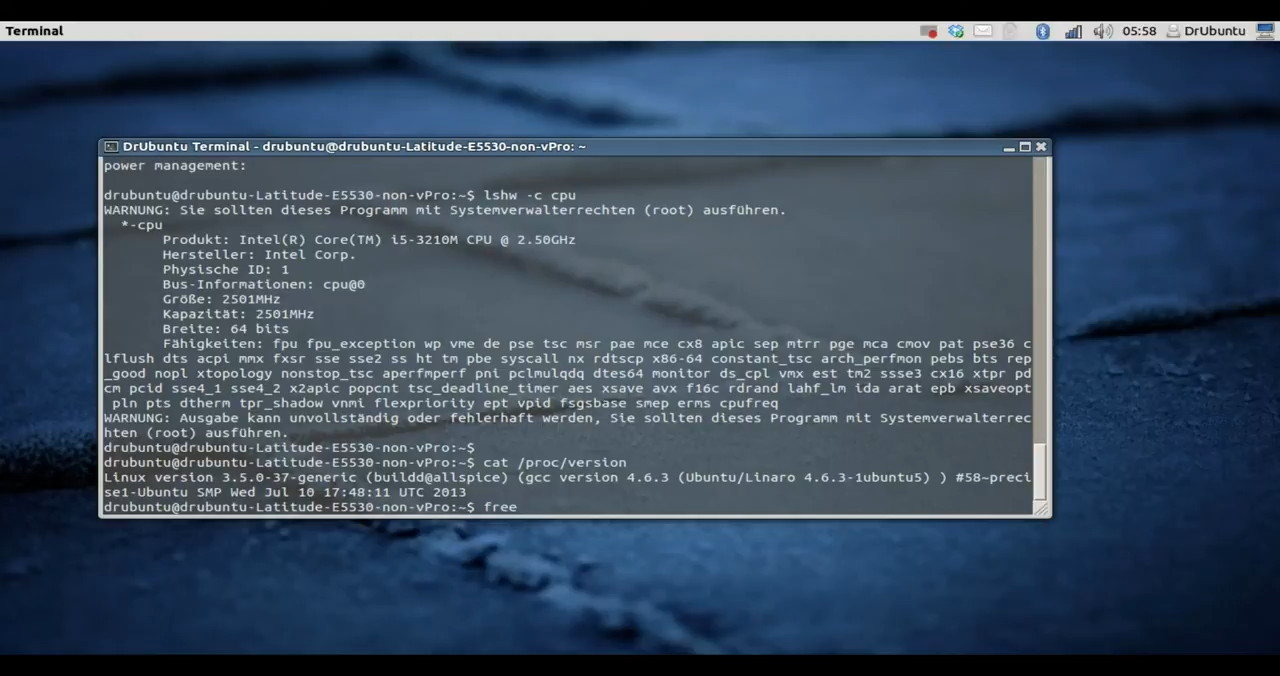 Terminal
05:58 DrUbuntu
DrUbuntu Terminal - drubuntu@drubuntu-Latitude-E5530-non-vPro: ~
power management:
drubuntu@drubuntu-Latitude-E5530-non-vPro:~$ lshw -c cpu
WARNUNG: Sie sollten dieses Programm mit Systemverwalterrechten (root) ausführen.
*-cpu
Produkt: Intel(R) Core(TM) i5-3210M CPU @ 2.50GHz
Hersteller: Intel Corp.
Physische ID: 1
Bus-Informationen: cpu@0
Größe: 2501MHz
Kapazität: 2501MHz
Breite: 64 bits
Fähigkeiten: fpu fpu_exception wp vme de pse tsc msr pae mce cx8 apic sep mtrr pge mca cmov pat pse36 c
lflush dts acpi mmx fxsr sse sse2 ss ht tm pbe syscall nx rdtscp x86-64 constant_tsc arch_perfmon pebs bts rep
_good nopl xtopology nonstop_tsc aperfmperf pni pclmulqdq dtes64 monitor ds_cpl vmx est tm2 ssse3 cx16 xtpr pd
cm pcid sse4_1 sse4_2 x2apic popcnt tsc_deadline_timer aes xsave avx f16c rdrand lahf_lm ida arat epb xsaveopt
pln pts dtherm tpr_shadow vnmi flexpriority ept vpid fsgsbase smep erms cpufreq
WARNUNG: Ausgabe kann unvollständig oder fehlerhaft werden, Sie sollten dieses Programm mit Systemverwalterrec
hten (root) ausführen.
drubuntu@drubuntu-Latitude-E5530-non-vPro:~$
drubuntu@drubuntu-Latitude-E5530-non-vPro:~$ cat /proc/version
Linux version 3.5.0-37-generic (buildd@allspice) (gcc version 4.6.3 (Ubuntu/Linaro 4.6.3-1ubuntu5) ) #58~preci
se1-Ubuntu SMP Wed Jul 10 17:48:11 UTC 2013
drubuntu@drubuntu-Latitude-E5530-non-vPro:~$ free